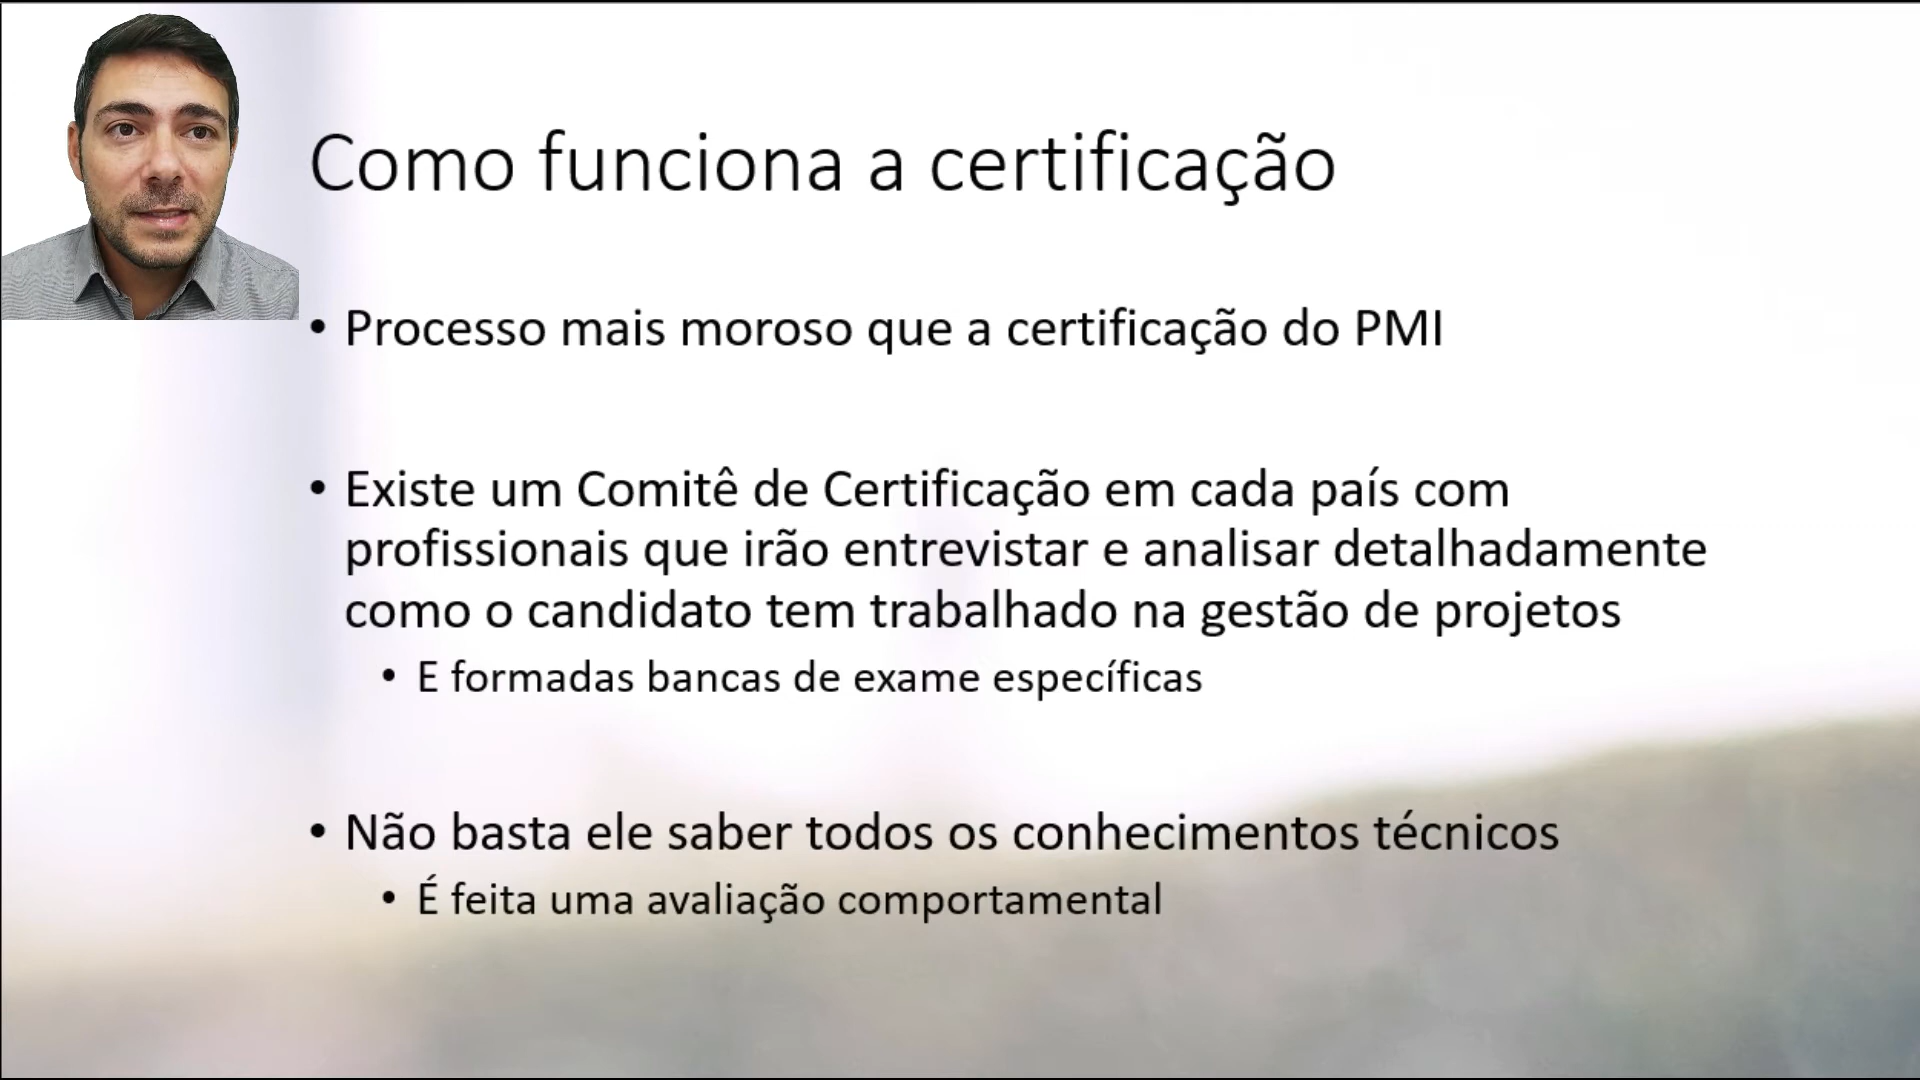 Como funciona a certificação
• Processo mais moroso que a certificação do PMI
• Existe um Comitê de Certificação em cada país com
profissionais que irão entrevistar e analisar detalhadamente
como o candidato tem trabalhado na gestão de projetos
• E formadas bancas de exame específicas
• Não basta ele saber todos os conhecimentos técnicos
• É feita uma avaliação comportamental